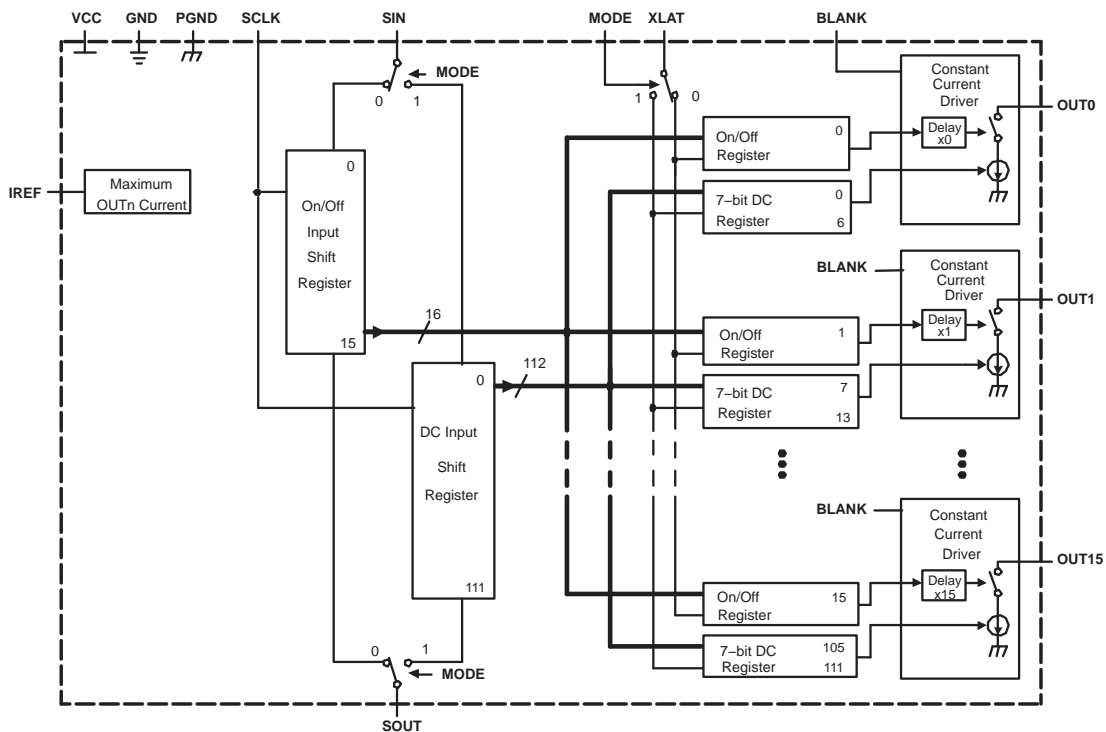 VCC GND PGND SCLK SIN MODE XLAT BLANK
MODE
0 1
1 0
Constant
Current
Driver
OUT0
Delay
x0
On/Off 0
Register
7–bit DC 0
Register 6
IREF
Maximum
OUTn Current
0
On/Off
Input
Shift
Register
15
16
BLANK
Constant
Current
Driver
OUT1
Delay
x1
On/Off 1
Register
7–bit DC 7
Register 13
112
0
DC Input
Shift
Register
111
BLANK
Constant
Current
Driver
OUT15
Delay
x15
On/Off 15
Register
7–bit DC 105
Register 111
0 1
MODE
SOUT